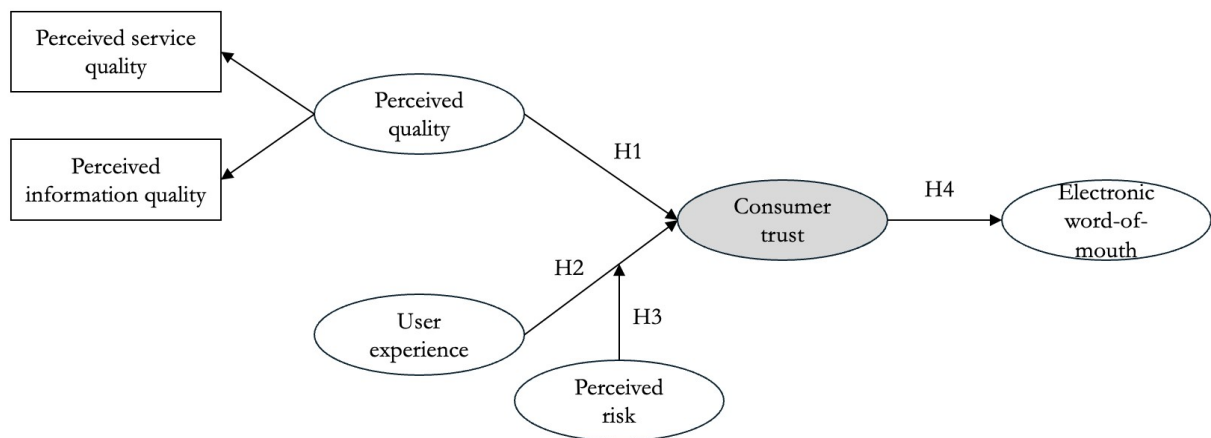 Perceived service
quality
Perceived
quality
Perceived
information quality
H1
Consumer
trust
H4
Electronic
word-of-
mouth
H2
User
experience
H3
Perceived
risk